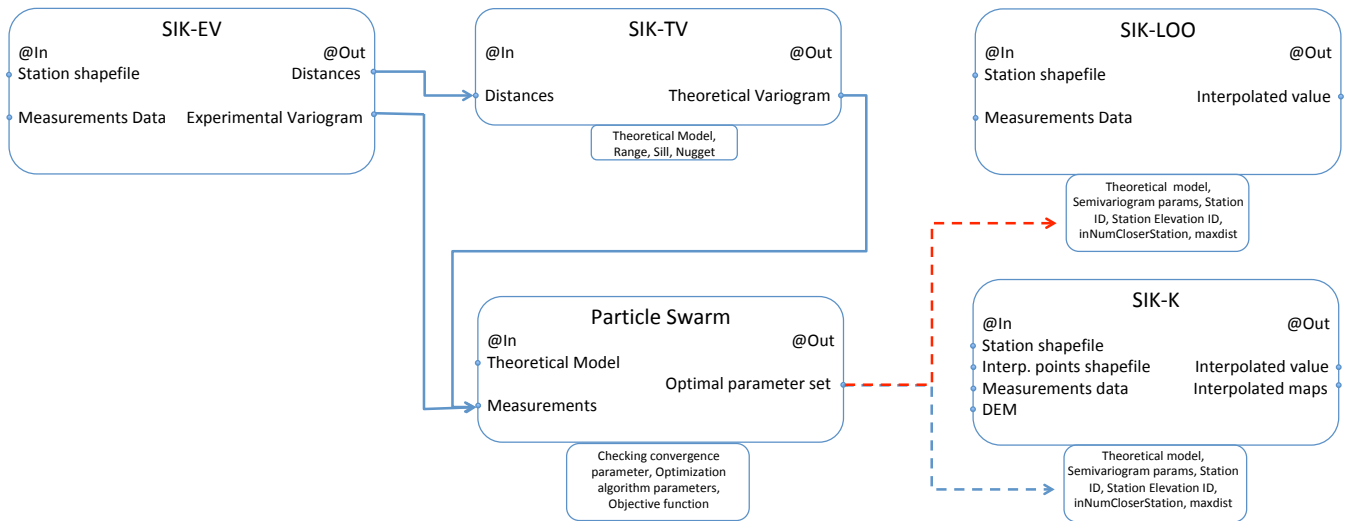 SIK-EV
@In
@Out
Station shapefile
Distances
Measurements Data
Experimental Variogram
SIK-TV
@In
@Out
Distances
Theoretical Variogram
Theoretical Model,
Range, Sill, Nugget
SIK-LOO
@In
@Out
Station shapefile
Interpolated value
Measurements Data
Theoretical model,
Semivariogram params, Station
ID, Station Elevation ID,
inNumCloserStation, maxdist
Particle Swarm
@In
@Out
Theoretical Model
Optimal parameter set
Measurements
Checking convergence
parameter, Optimization
algorithm parameters,
Objective function
SIK-K
@In
@Out
Station shapefile
Interp. points shapefile
Interpolated value
Measurements data
Interpolated maps
DEM
Theoretical model,
Semivariogram params, Station
ID, Station Elevation ID,
inNumCloserStation, maxdist